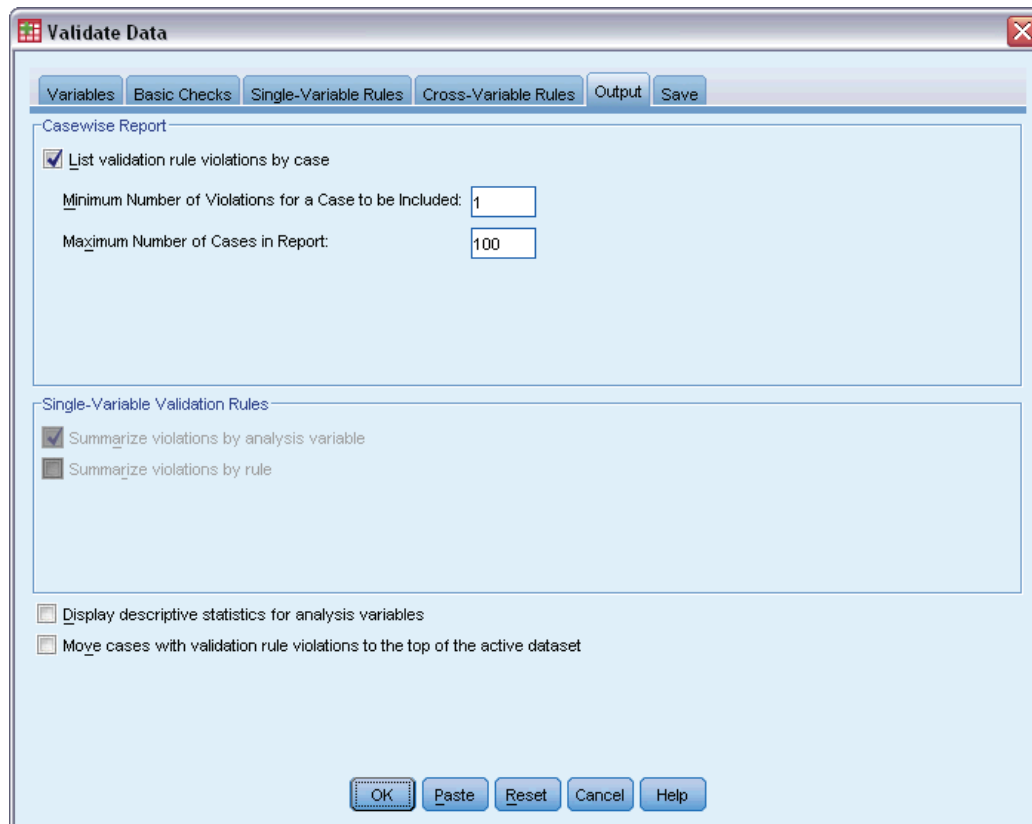 Validate Data
Variables Basic Checks Single-Variable Rules Cross-Variable Rules Output Save
Casewise Report
List validation rule violations by case
Minimum Number of Violations for a Case to be Included: 1
Maximum Number of Cases in Report: 100
Single-Variable Validation Rules
Summarize violations by analysis variable
Summarize violations by rule
Display descriptive statistics for analysis variables
Move cases with validation rule violations to the top of the active dataset
OK Paste Reset Cancel Help